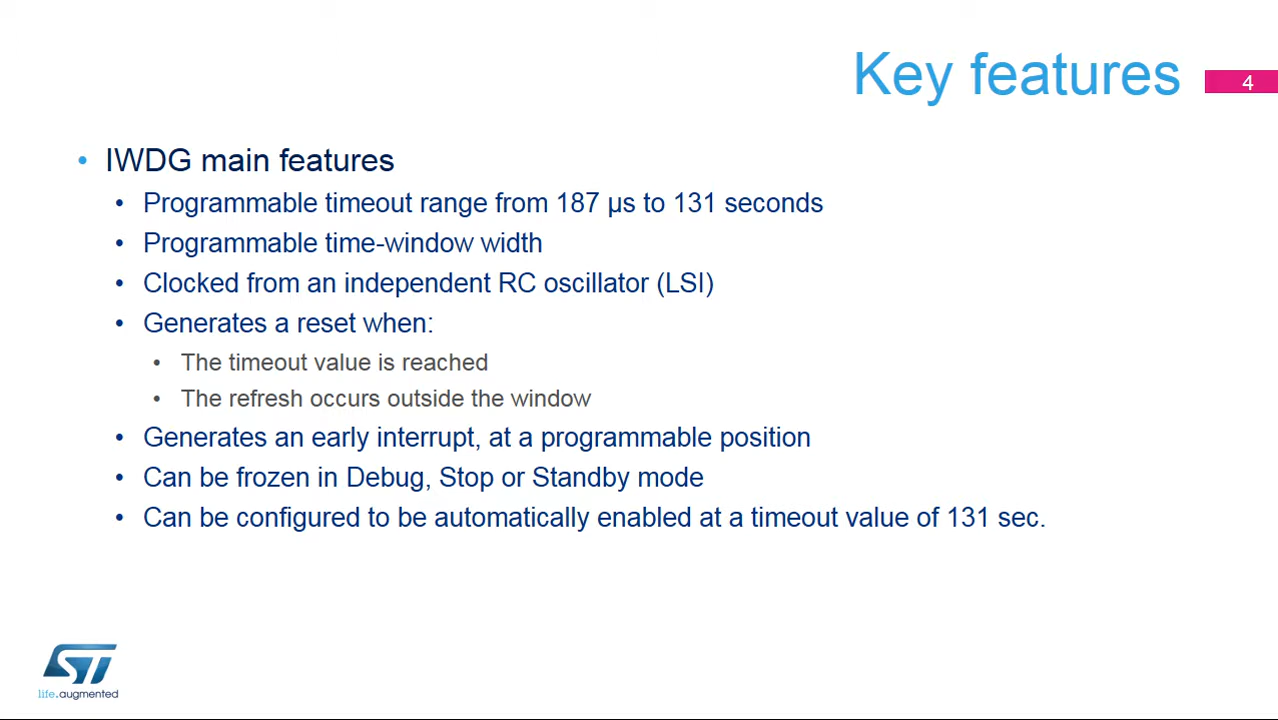 Key features
4
• IWDG main features
• Programmable timeout range from 187 µs to 131 seconds
• Programmable time-window width
• Clocked from an independent RC oscillator (LSI)
• Generates a reset when:
• The timeout value is reached
• The refresh occurs outside the window
• Generates an early interrupt, at a programmable position
• Can be frozen in Debug, Stop or Standby mode
• Can be configured to be automatically enabled at a timeout value of 131 sec.
ST
life.augmented